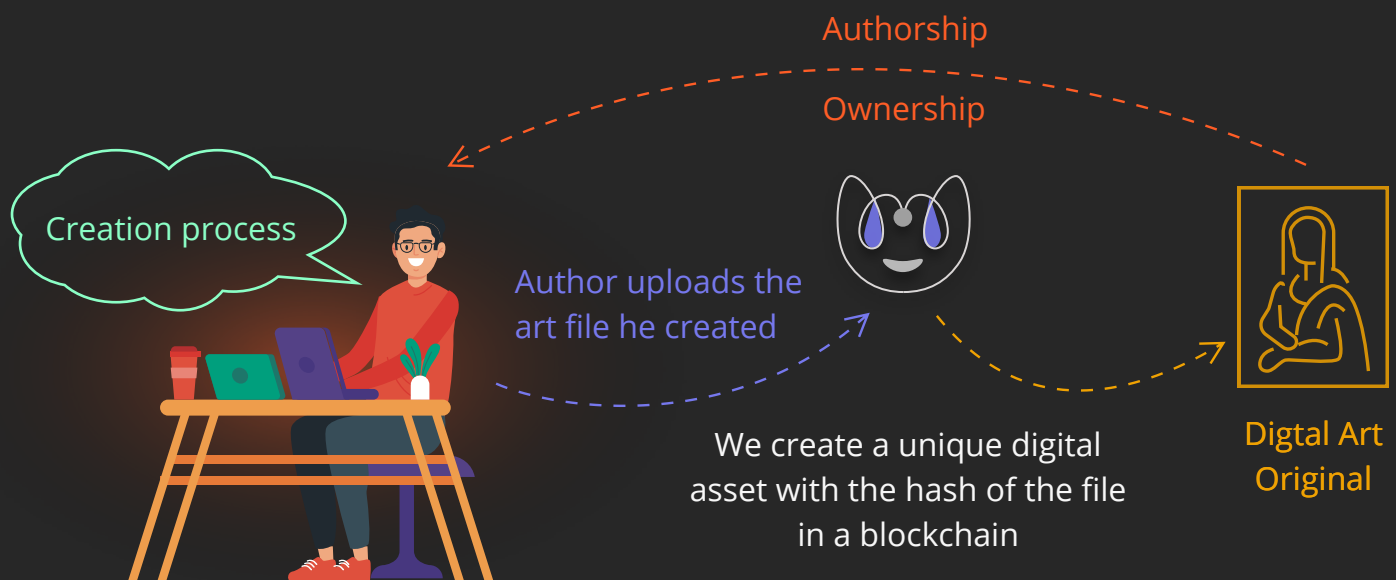 Authorship
Ownership
Creation process
Author uploads the
art file he created
We create a unique digital
asset with the hash of the file
in a blockchain
Digtal Art
Original